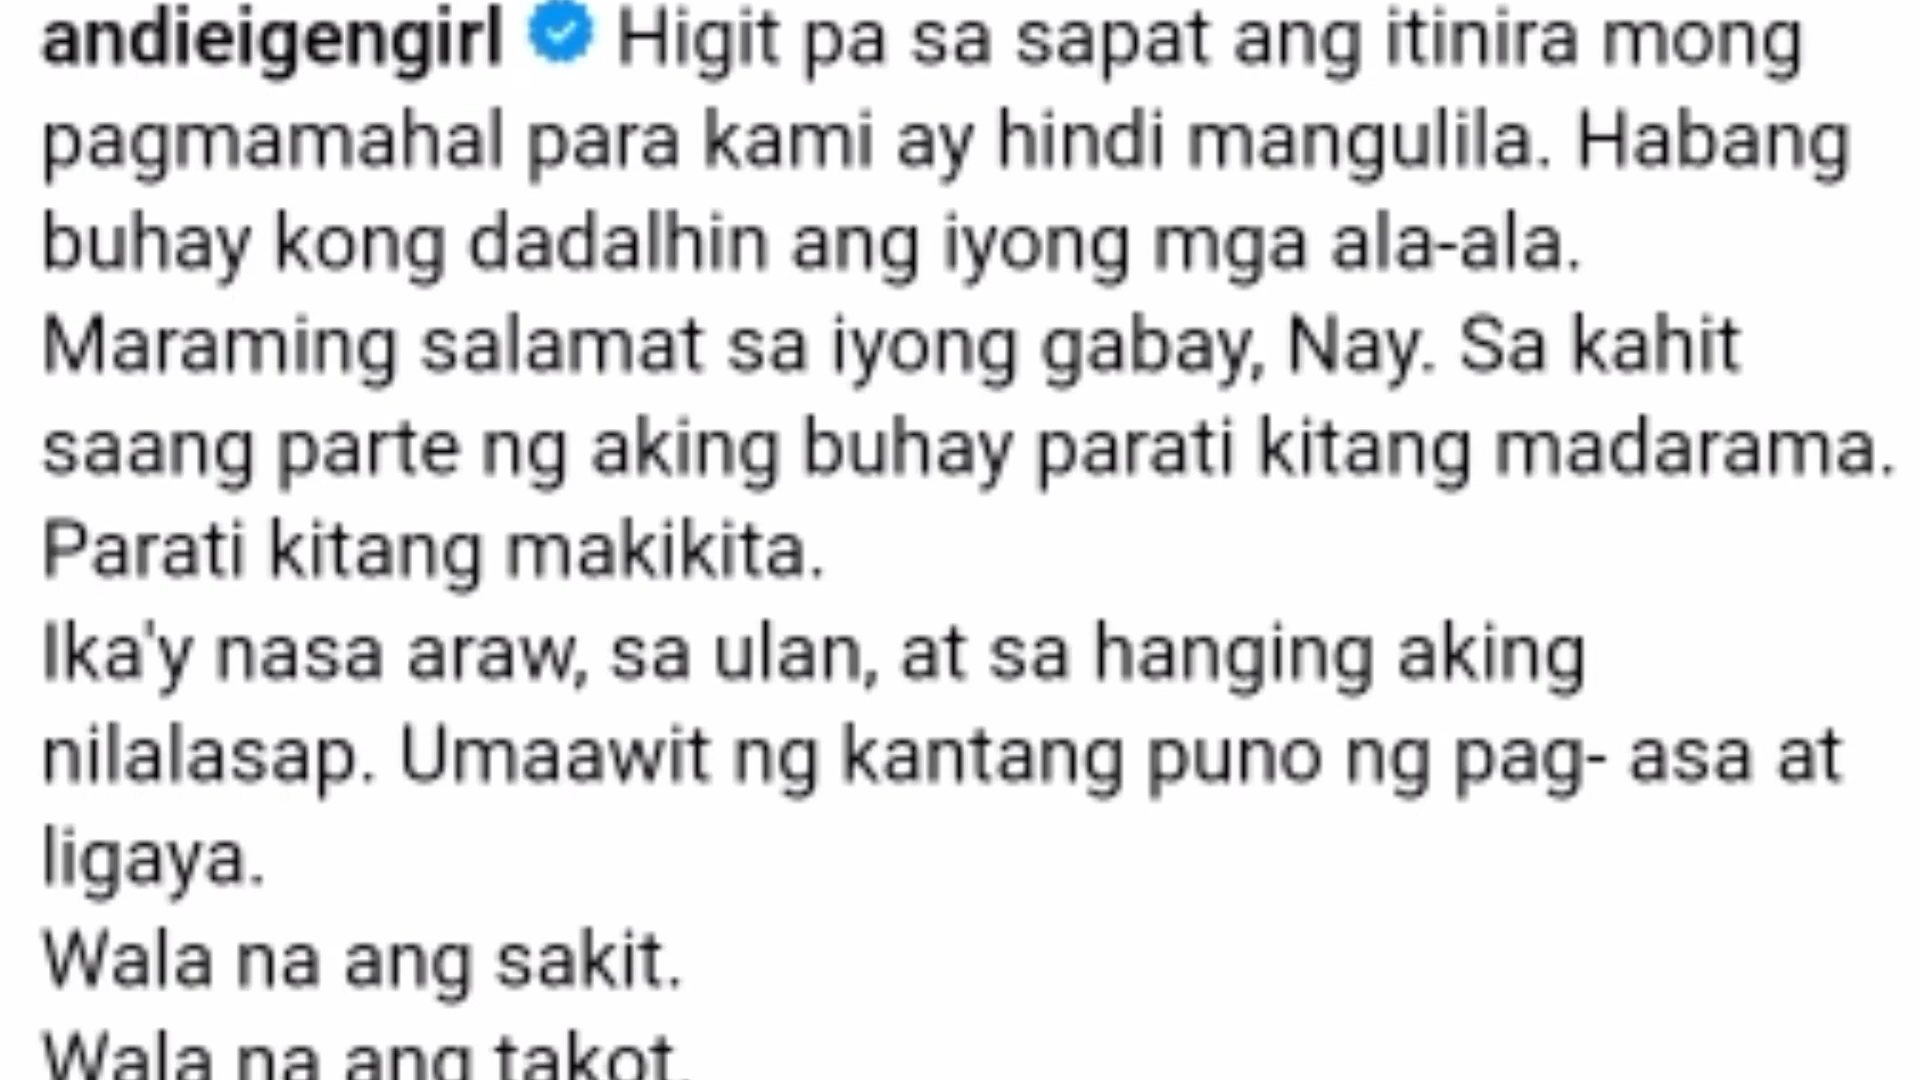 andieigengirl Higit pa sa sapat ang itinira mong
pagmamahal para kami ay hindi mangulila. Habang
buhay kong dadalhin ang iyong mga ala-ala.
Maraming salamat sa iyong gabay, Nay. Sa kahit
saang parte ng aking buhay parati kitang madarama.
Parati kitang makikita.
Ika'y nasa araw, sa ulan, at sa hanging aking
nilalasap. Umaawit ng kantang puno ng pag- asa at
ligaya.
Wala na ang sakit.
Wala na ang takot.